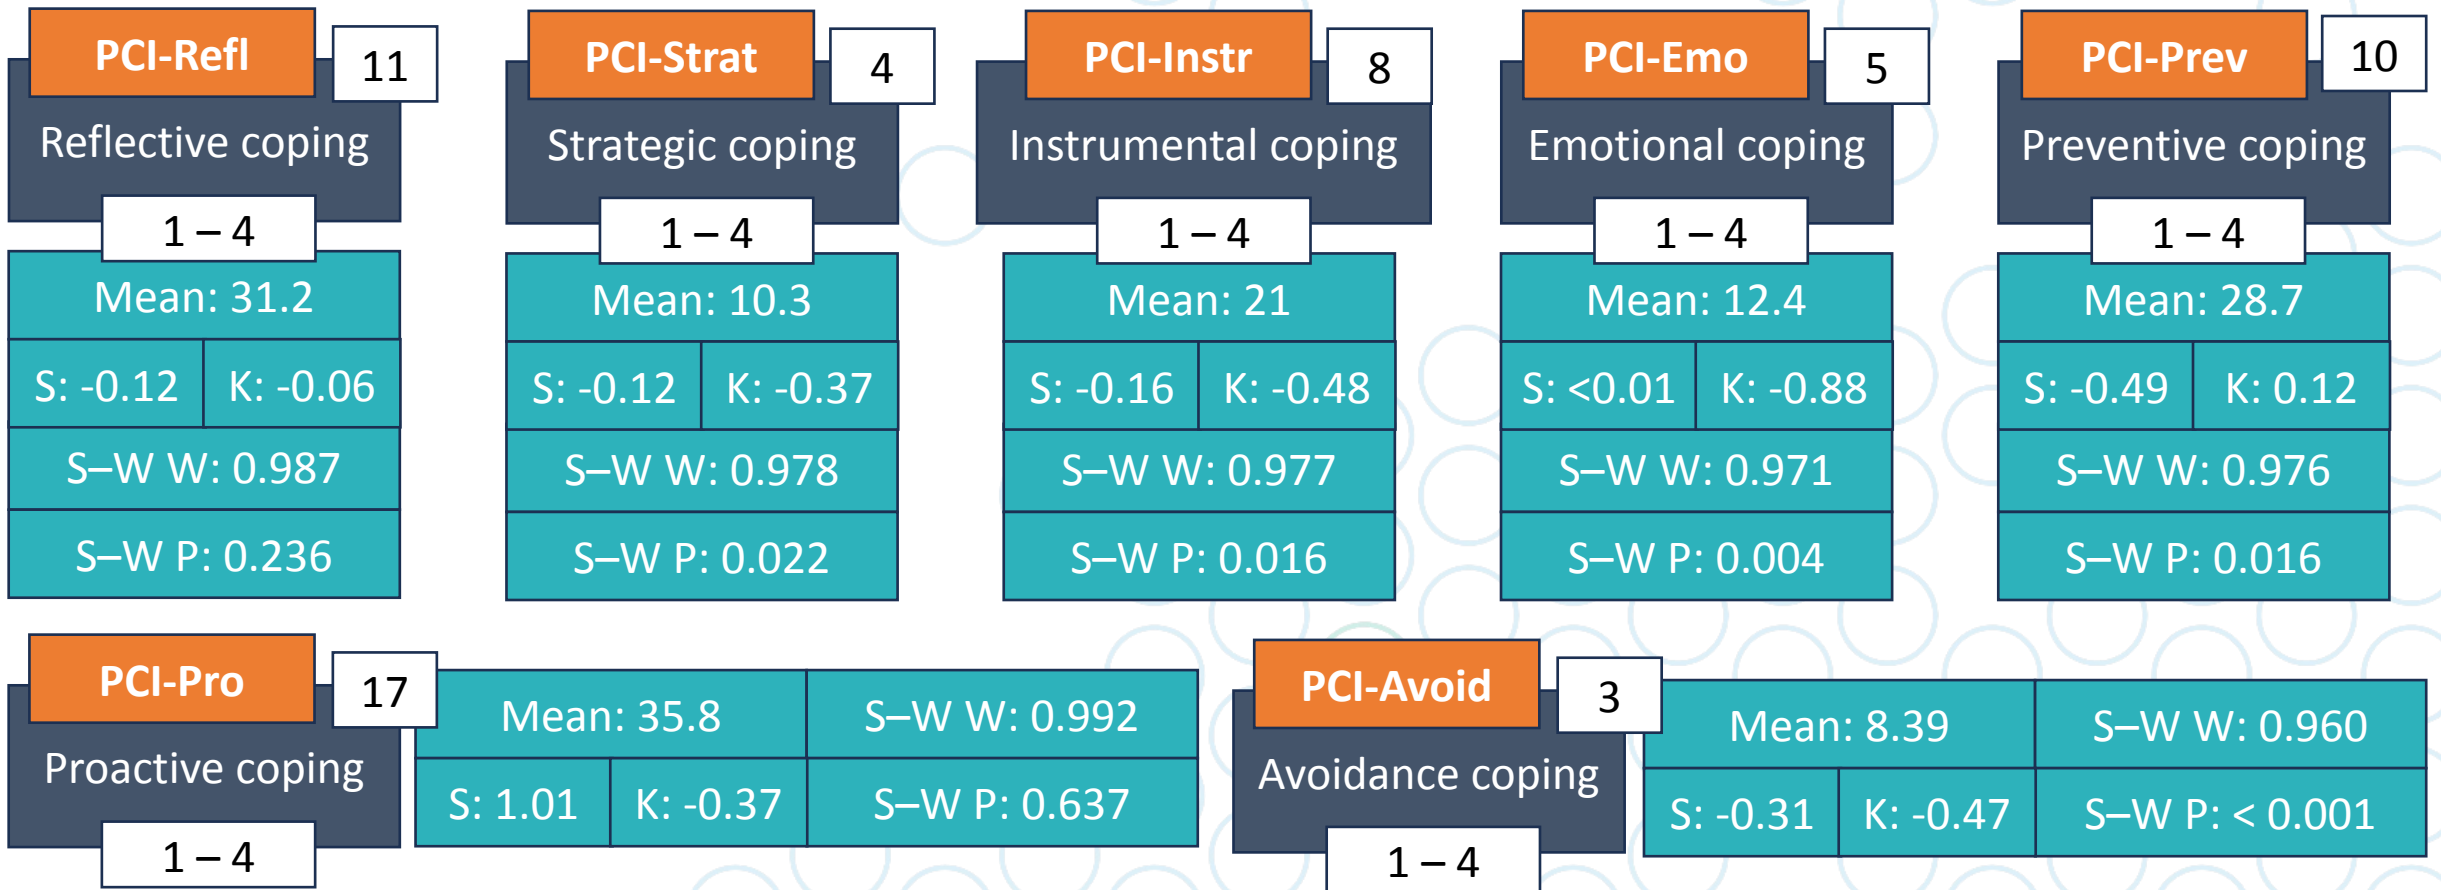 PCI-Refl
11
Reflective coping
1 – 4
Mean: 31.2
S: -0.12
K: -0.06
S–W W: 0.987
S–W P: 0.236
PCI-Strat
4
Strategic coping
1 – 4
Mean: 10.3
S: -0.12
K: -0.37
S–W W: 0.978
S–W P: 0.022
PCI-Instr
8
Instrumental coping
1 – 4
Mean: 21
S: -0.16
K: -0.48
S–W W: 0.977
S–W P: 0.016
PCI-Emo
5
Emotional coping
1 – 4
Mean: 12.4
S: <0.01
K: -0.88
S–W W: 0.971
S–W P: 0.004
PCI-Prev
10
Preventive coping
1 – 4
Mean: 28.7
S: -0.49
K: 0.12
S–W W: 0.976
S–W P: 0.016
PCI-Pro
17
Proactive coping
1 – 4
Mean: 35.8
S–W W: 0.992
S: 1.01
K: -0.37
S–W P: 0.637
PCI-Avoid
3
Avoidance coping
1 – 4
Mean: 8.39
S–W W: 0.960
S: -0.31
K: -0.47
S–W P: < 0.001